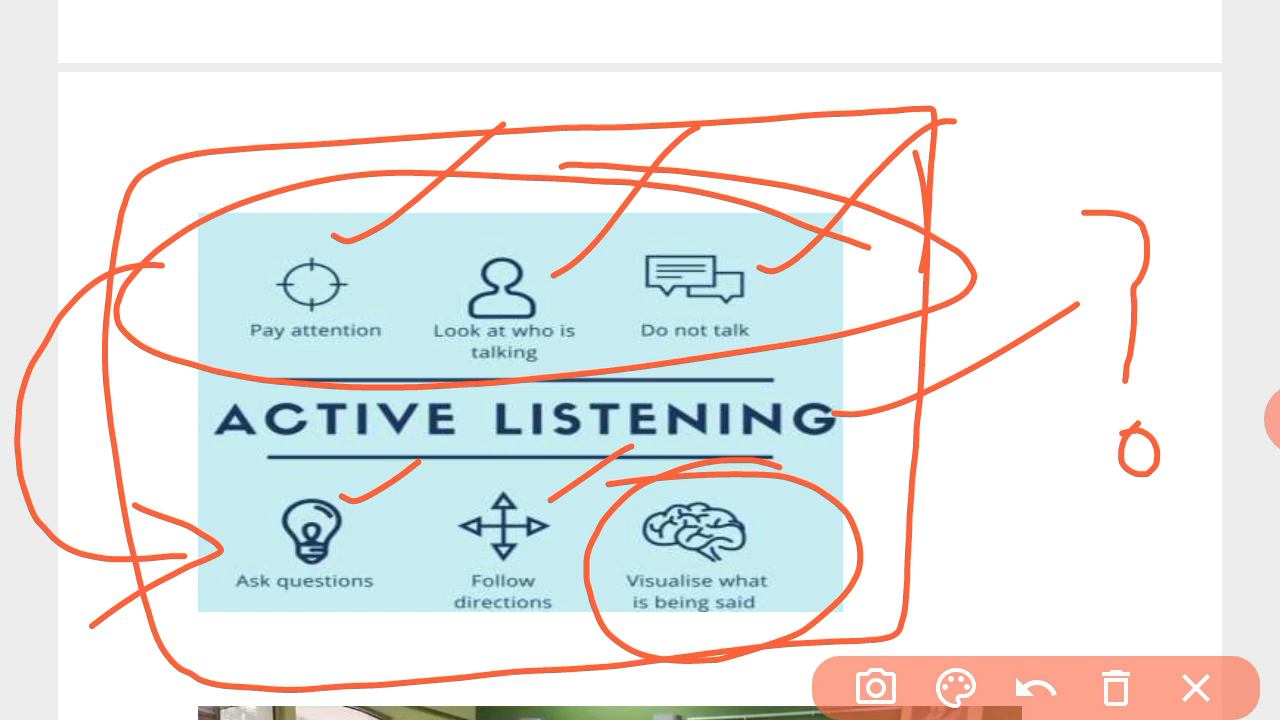 Pay attention
Look at who is
talking
Do not talk
ACTIVE LISTENING
Ask questions
Follow
directions
Visualise what
is being said
?